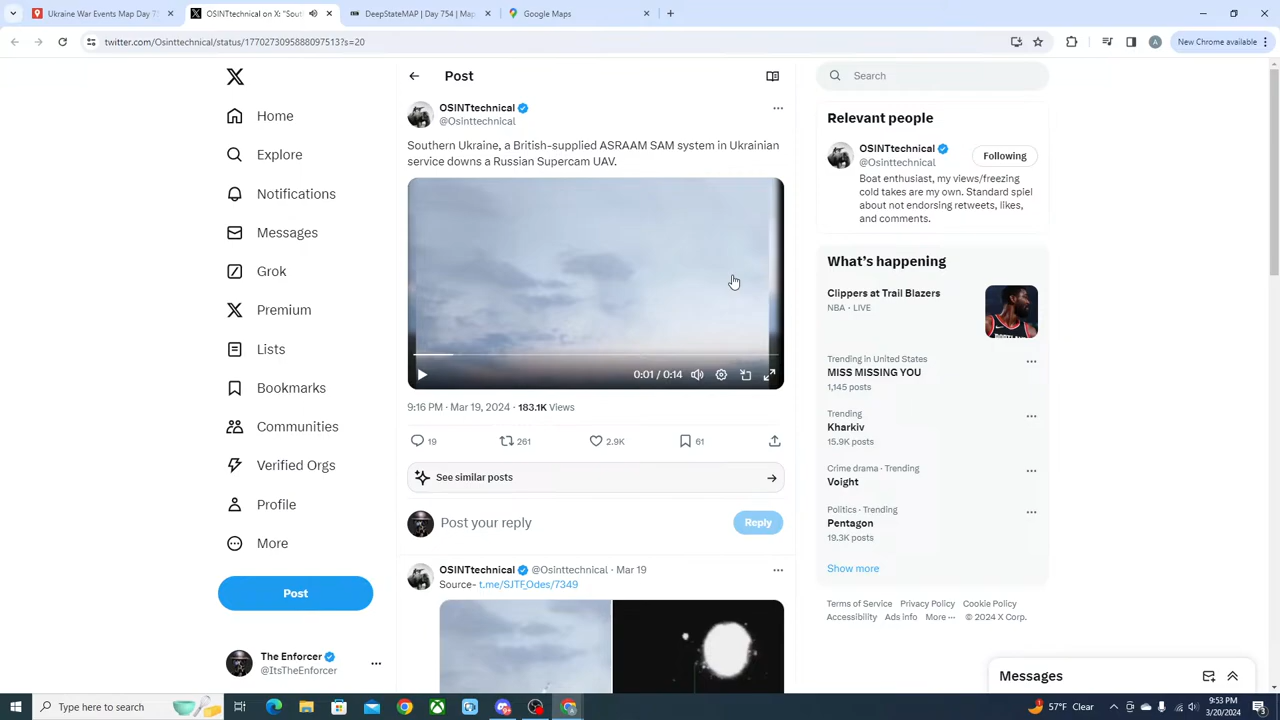 Ukraine War Events Map Day 7
OSINTtechnical on X: "Sout
DeepStateMAP | Day 754 | Ma
Google Maps
twitter.com/Osinttechnical/status/1770273095888097513?s=20
A
New Chrome available
Home
Explore
Notifications
Messages
Grok
Premium
Lists
Bookmarks
Communities
Verified Orgs
Profile
More
Post
The Enforcer
@ItsTheEnforcer
Post
OSINTtechnical
@Osinttechnical
Southern Ukraine, a British-supplied ASRAAM SAM system in Ukrainian
service downs a Russian Supercam UAV.
0:01 / 0:14
9:16 PM · Mar 19, 2024 · 183.1K Views
19 261 2.9K 61
See similar posts
Post your reply
Reply
OSINTtechnical @Osinttechnical · Mar 19
Source- t.me/SJTF_Odes/7349
Search
Relevant people
OSINTtechnical
@Osinttechnical
Following
Boat enthusiast, my views/freezing
cold takes are my own. Standard spiel
about not endorsing retweets, likes,
and comments.
What's happening
Clippers at Trail Blazers
NBA · LIVE
Trending in United States
MISS MISSING YOU
1,145 posts
Trending
Kharkiv
15.9K posts
Crime drama · Trending
Voight
Politics · Trending
Pentagon
19.3K posts
Show more
Terms of Service Privacy Policy Cookie Policy
Accessibility Ads info More ··· © 2024 X Corp.
Messages
Type here to search
57°F Clear
9:53 PM
3/20/2024